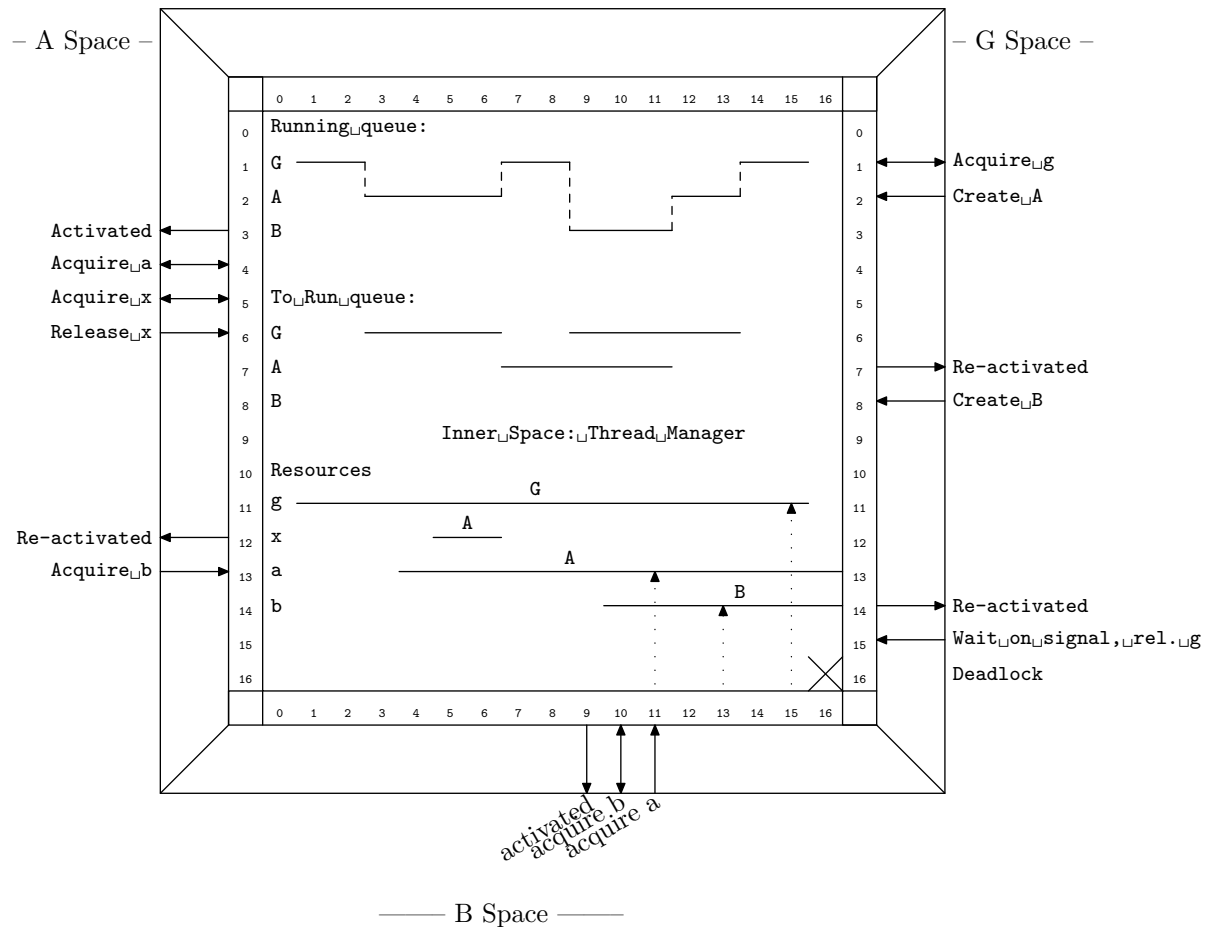 – A Space –
– G Space –
0 1 2 3 4 5 6 7 8 9 10 11 12 13 14 15 16
0 Running␣queue: 0
1 G 1 Acquire␣g
2 A 2 Create␣A
Activated 3 B 3
Acquire␣a 4 4
Acquire␣x 5 To␣Run␣queue: 5
Release␣x 6 G 6
7 A 7 Re-activated
8 B 8 Create␣B
9 Inner␣Space:␣Thread␣Manager 9
10 Resources 10
G
11 g 11
A
Re-activated 12 x 12
A
Acquire␣b 13 a 13
B
14 b 14 Re-activated
15 15 Wait␣on␣signal,␣rel.␣g
16 16 Deadlock
0 1 2 3 4 5 6 7 8 9 10 11 12 13 14 15 16
activated
acquire b
acquire a
—— B Space ——